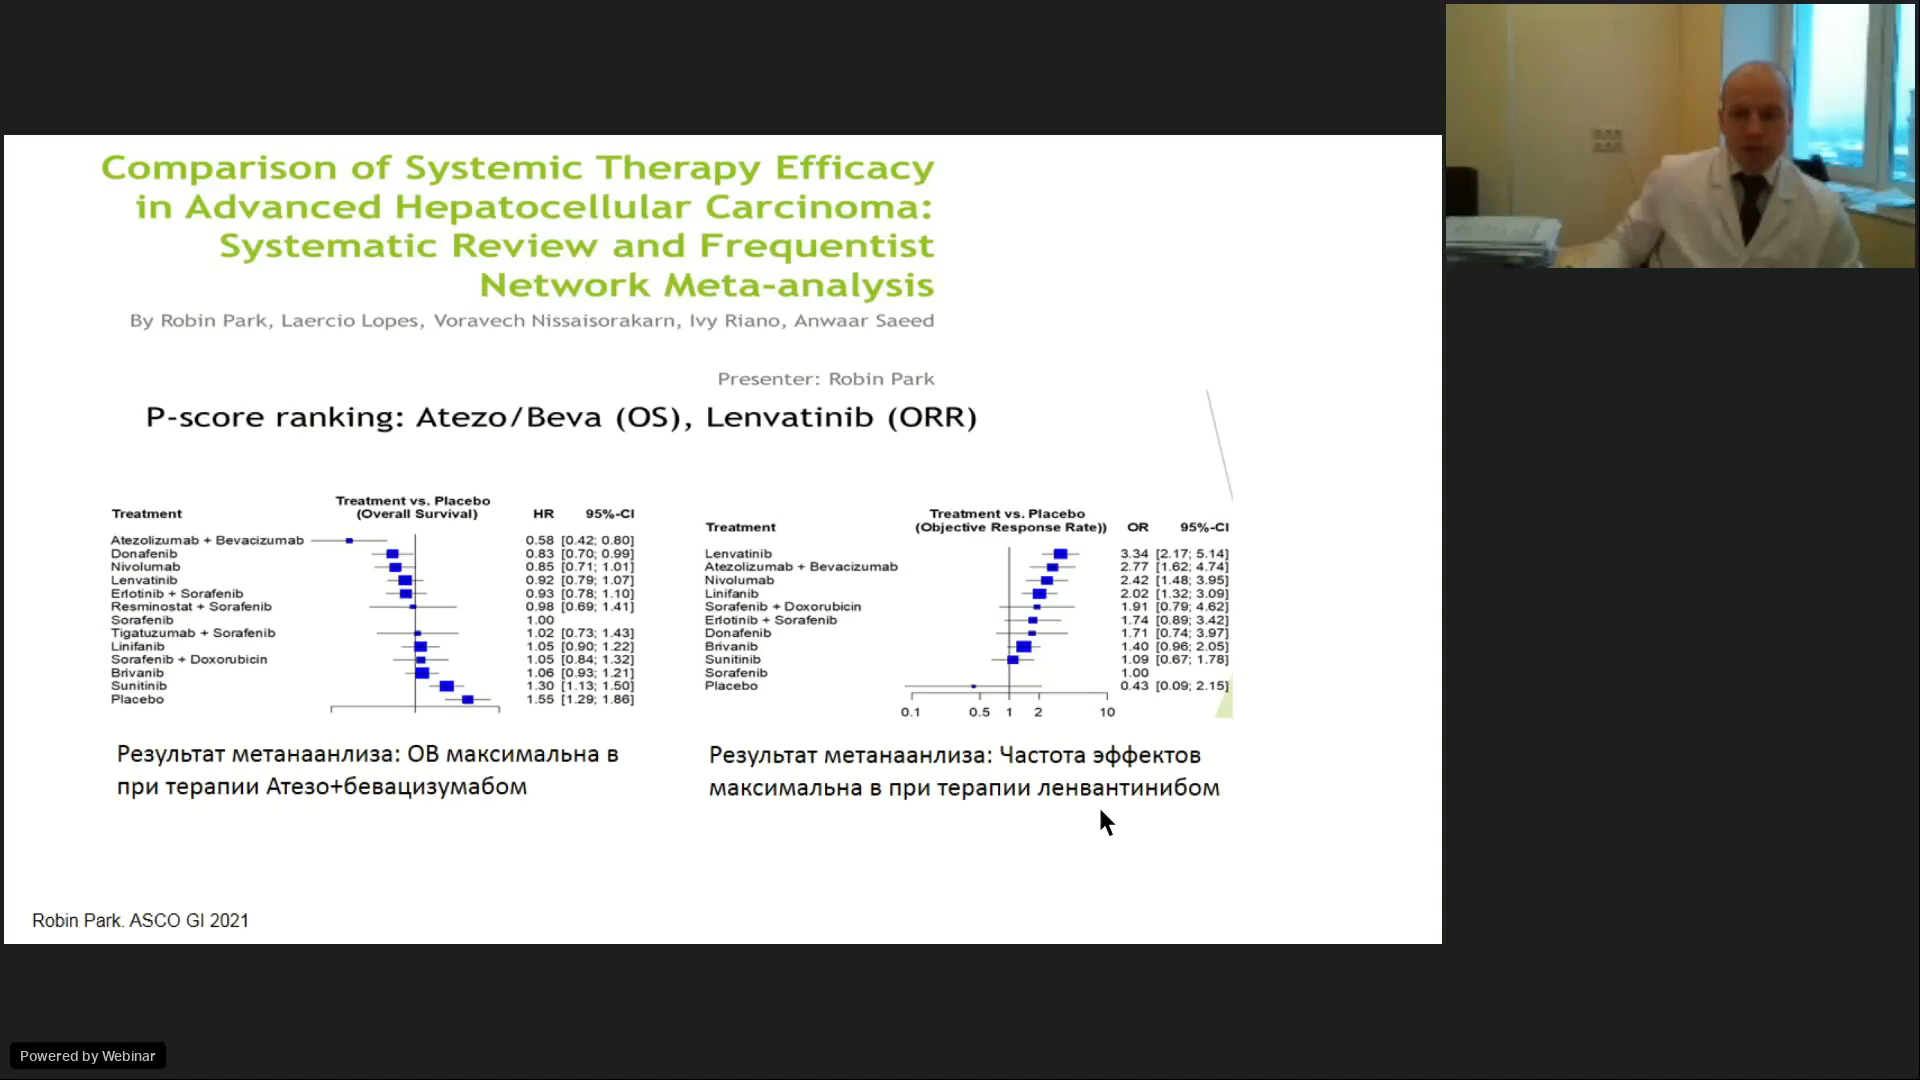 Comparison of Systemic Therapy Efficacy
in Advanced Hepatocellular Carcinoma:
Systematic Review and Frequentist
Network Meta-analysis
By Robin Park, Laercio Lopes, Voravech Nissaisorakarn, Ivy Riano, Anwaar Saeed
Presenter: Robin Park
P-score ranking: Atezo/Beva (OS), Lenvatinib (ORR)
Treatment vs. Placebo
Treatment (Overall Survival) HR 95%-CI
Atezolizumab + Bevacizumab 0.58 [0.42; 0.80]
Donafenib 0.83 [0.70; 0.99]
Nivolumab 0.85 [0.71; 1.01]
Lenvatinib 0.92 [0.79; 1.07]
Erlotinib + Sorafenib 0.93 [0.78; 1.10]
Resminostat + Sorafenib 0.98 [0.69; 1.41]
Sorafenib 1.00
Tigatuzumab + Sorafenib 1.02 [0.73; 1.43]
Linifanib 1.05 [0.90; 1.22]
Sorafenib + Doxorubicin 1.05 [0.84; 1.32]
Brivanib 1.06 [0.93; 1.21]
Sunitinib 1.30 [1.13; 1.50]
Placebo 1.55 [1.29; 1.86]
Treatment vs. Placebo
Treatment (Objective Response Rate)) OR 95%-CI
Lenvatinib 3.34 [2.17; 5.14]
Atezolizumab + Bevacizumab 2.77 [1.62; 4.74]
Nivolumab 2.42 [1.48; 3.95]
Linifanib 2.02 [1.32; 3.09]
Sorafenib + Doxorubicin 1.91 [0.79; 4.62]
Erlotinib + Sorafenib 1.74 [0.89; 3.42]
Donafenib 1.71 [0.74; 3.97]
Brivanib 1.40 [0.96; 2.05]
Sunitinib 1.09 [0.67; 1.78]
Sorafenib 1.00
Placebo 0.43 [0.09; 2.15]
0.1 0.5 1 2 10
Результат метанаанлиза: ОВ максимальна в
при терапии Атезо+бевацизумабом
Результат метанаанлиза: Частота эффектов
максимальна в при терапии ленвантинибом
Robin Park. ASCO GI 2021
Powered by Webinar